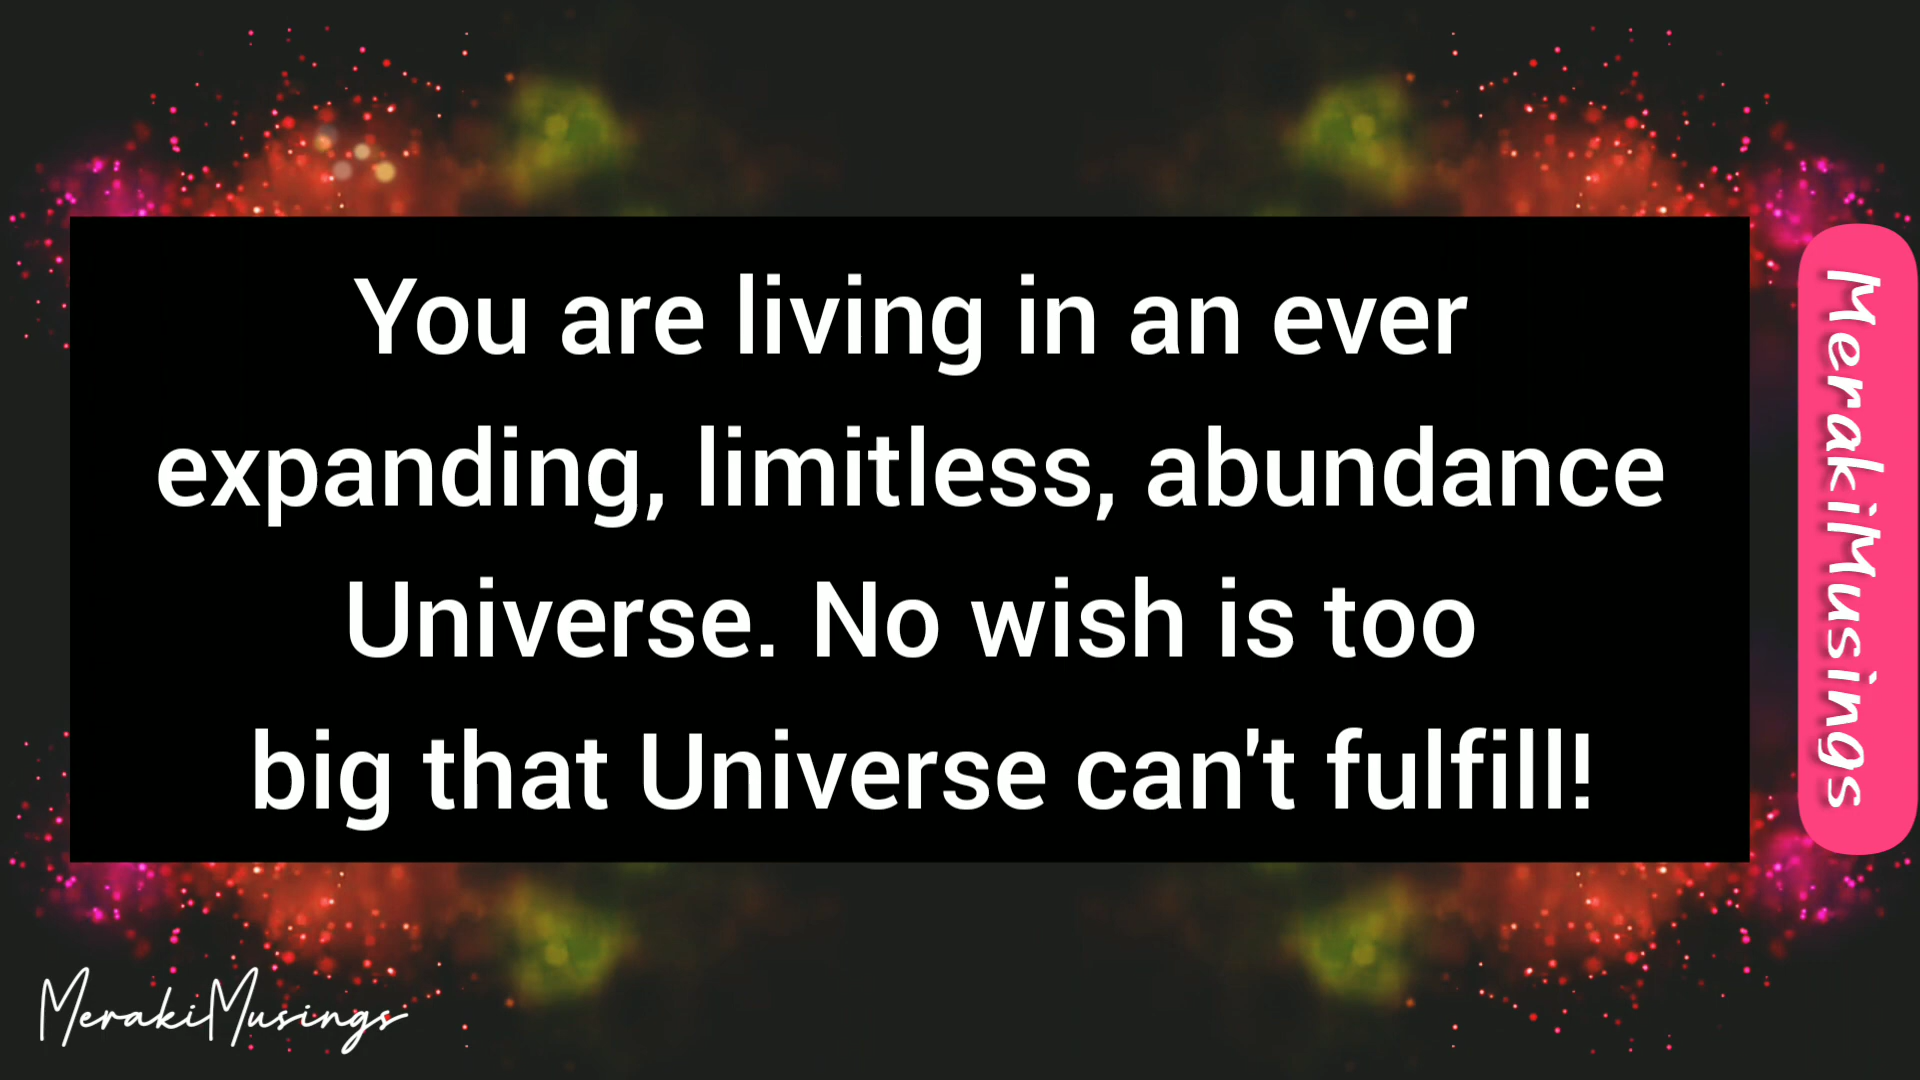 You are living in an ever
expanding, limitless, abundance
Universe. No wish is too
big that Universe can't fulfill!
MerakiMusings
MerakiMusings